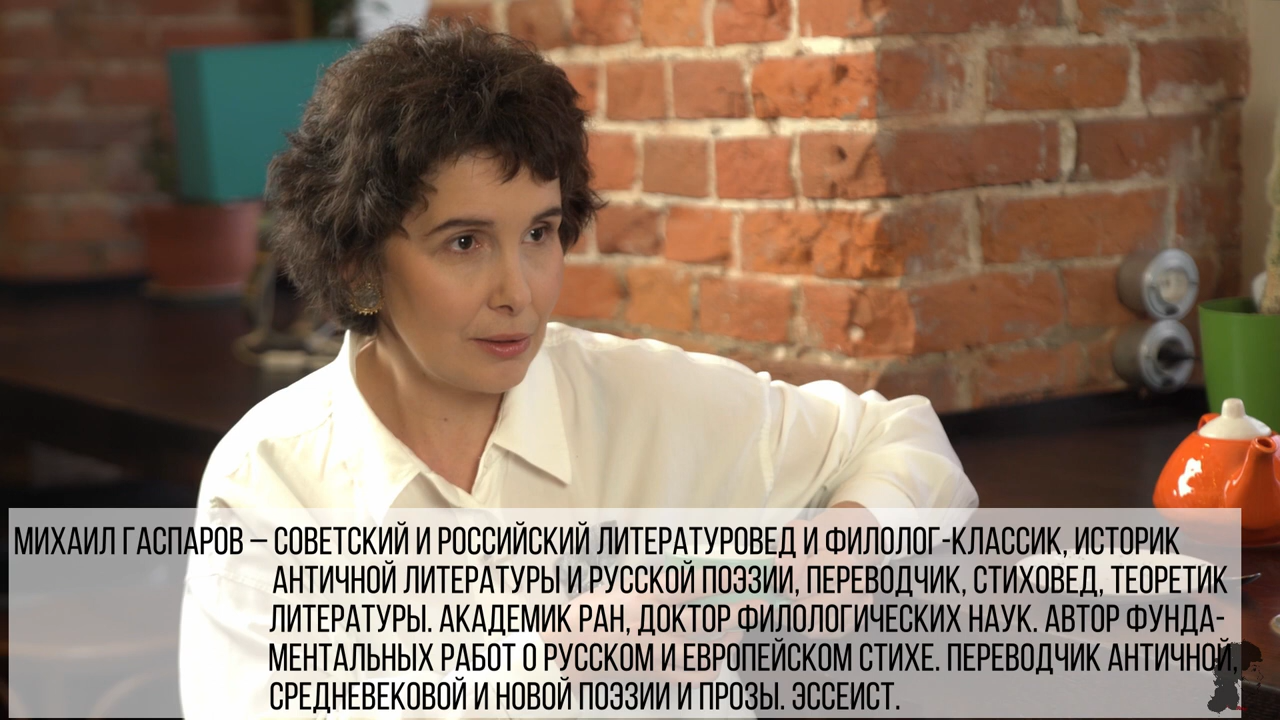 МИХАИЛ ГАСПАРОВ – СОВЕТСКИЙ И РОССИЙСКИЙ ЛИТЕРАТУРОВЕД И ФИЛОЛОГ-КЛАССИК, ИСТОРИК
АНТИЧНОЙ ЛИТЕРАТУРЫ И РУССКОЙ ПОЭЗИИ, ПЕРЕВОДЧИК, СТИХОВЕД, ТЕОРЕТИК
ЛИТЕРАТУРЫ. АКАДЕМИК РАН, ДОКТОР ФИЛОЛОГИЧЕСКИХ НАУК. АВТОР ФУНДА-
МЕНТАЛЬНЫХ РАБОТ О РУССКОМ И ЕВРОПЕЙСКОМ СТИХЕ. ПЕРЕВОДЧИК АНТИЧНОЙ,
СРЕДНЕВЕКОВОЙ И НОВОЙ ПОЭЗИИ И ПРОЗЫ. ЭССЕИСТ.